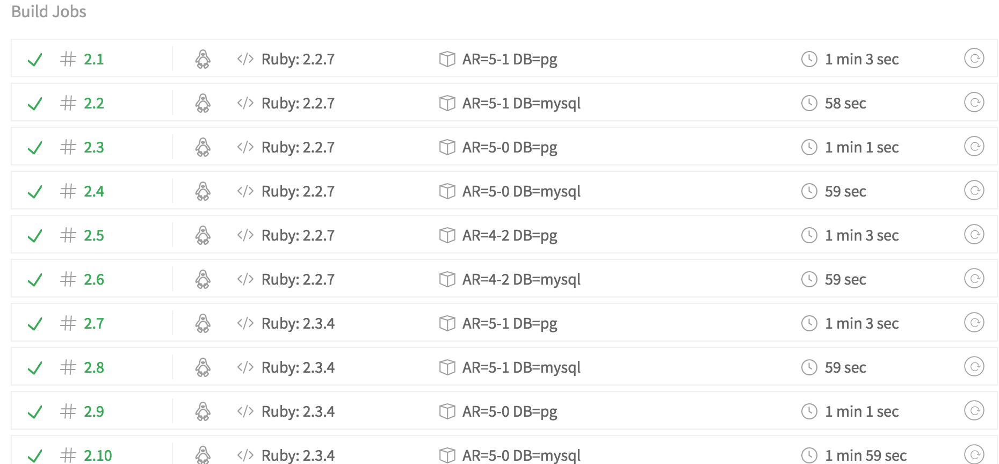 Build Jobs
# 2.1 </> Ruby: 2.2.7 AR=5-1 DB=pg 1 min 3 sec
# 2.2 </> Ruby: 2.2.7 AR=5-1 DB=mysql 58 sec
# 2.3 </> Ruby: 2.2.7 AR=5-0 DB=pg 1 min 1 sec
# 2.4 </> Ruby: 2.2.7 AR=5-0 DB=mysql 59 sec
# 2.5 </> Ruby: 2.2.7 AR=4-2 DB=pg 1 min 3 sec
# 2.6 </> Ruby: 2.2.7 AR=4-2 DB=mysql 59 sec
# 2.7 </> Ruby: 2.3.4 AR=5-1 DB=pg 1 min 3 sec
# 2.8 </> Ruby: 2.3.4 AR=5-1 DB=mysql 59 sec
# 2.9 </> Ruby: 2.3.4 AR=5-0 DB=pg 1 min 1 sec
# 2.10 </> Ruby: 2.3.4 AR=5-0 DB=mysql 1 min 59 sec